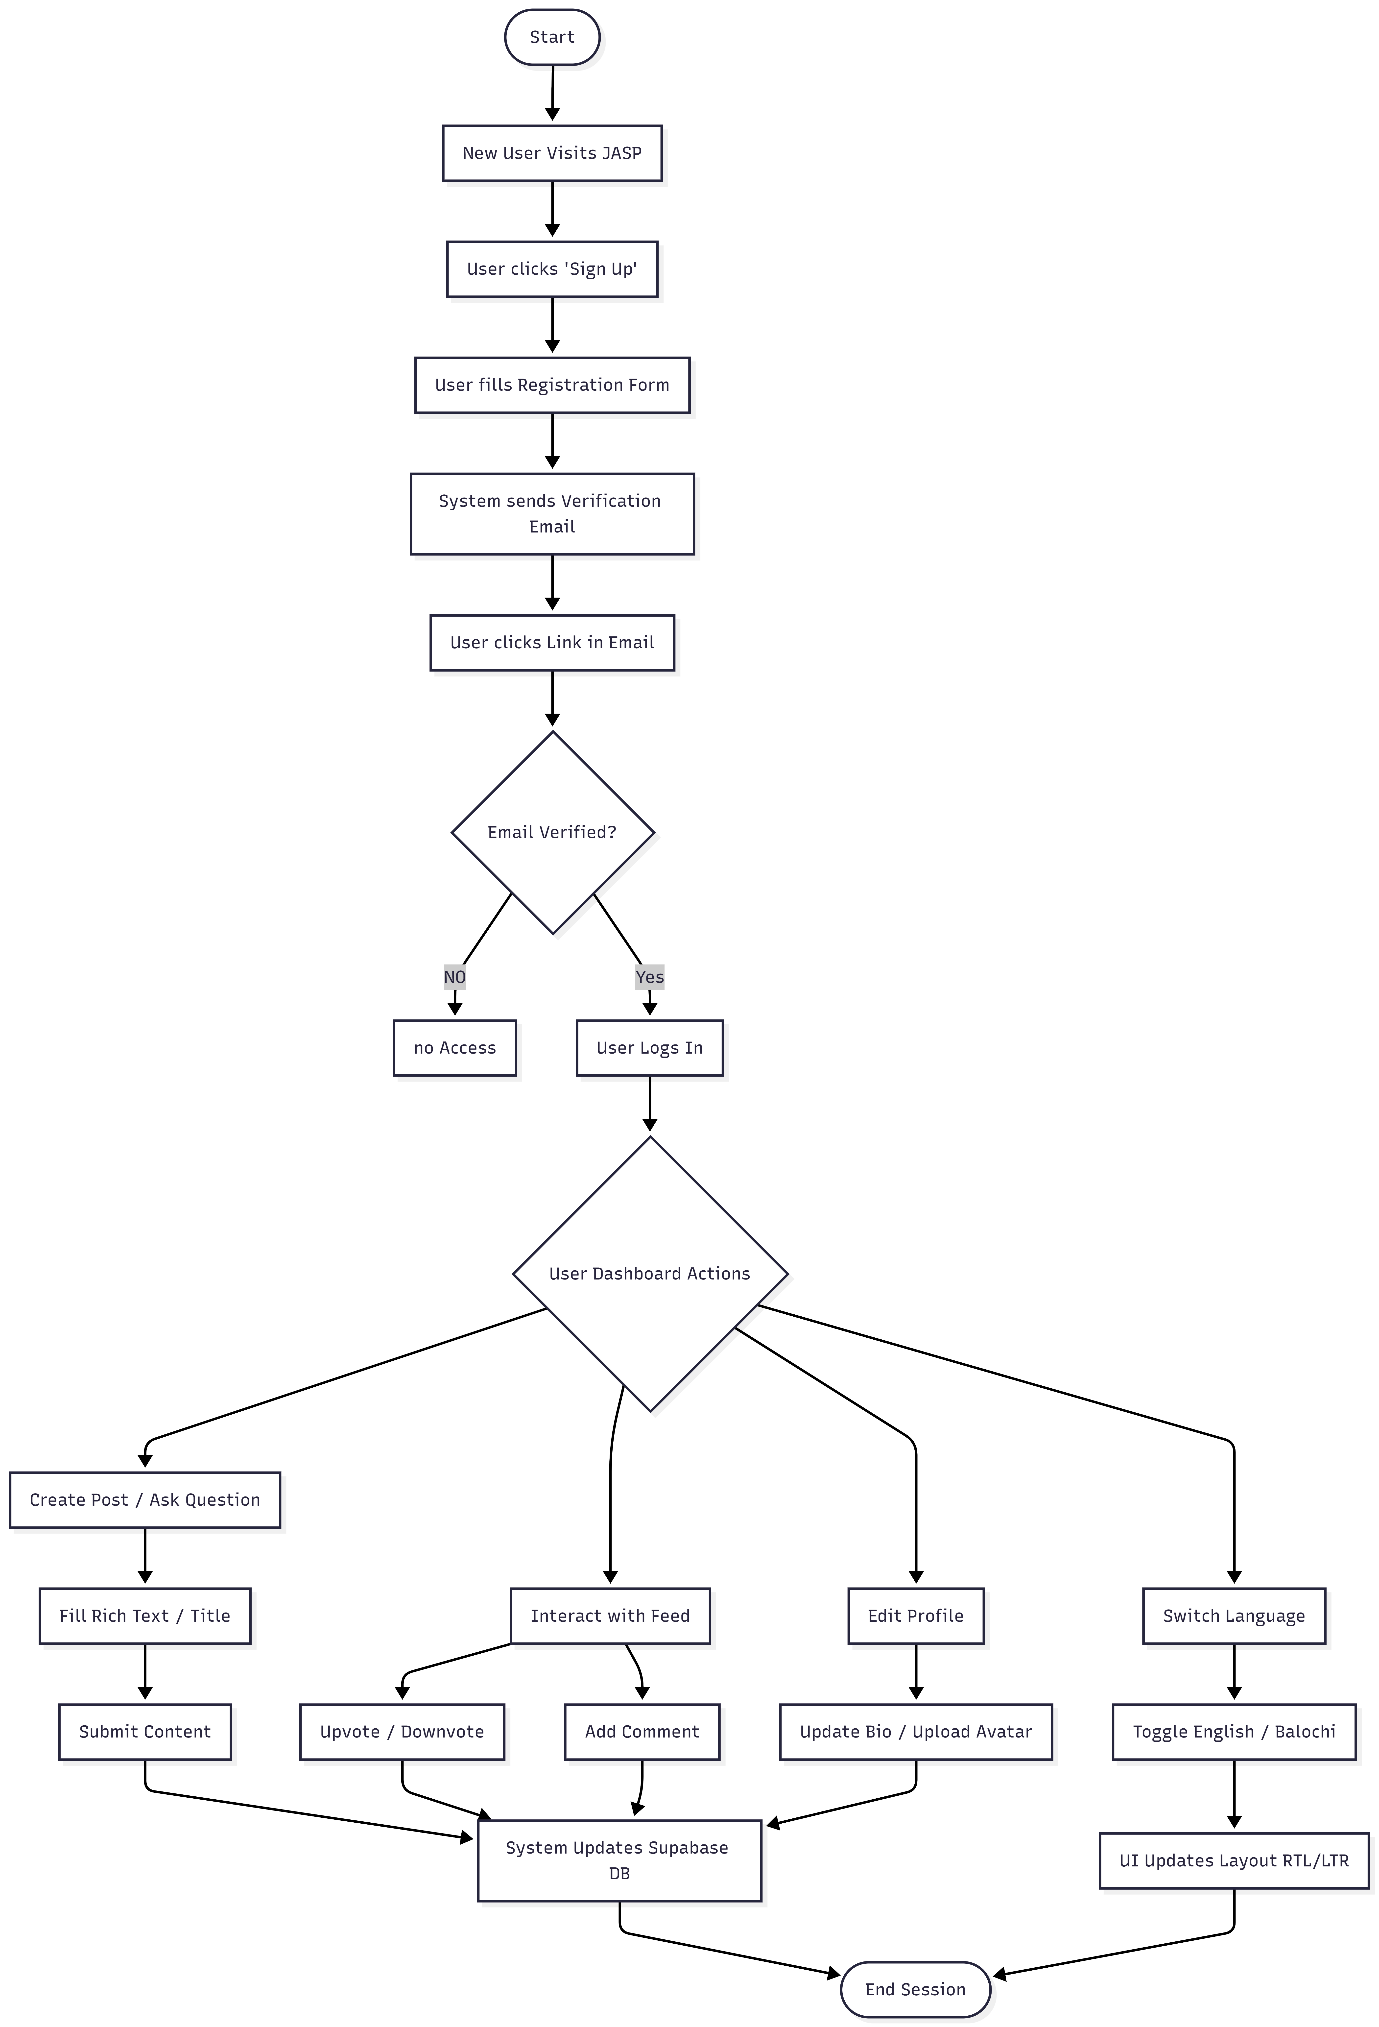 Start
New User Visits JASP
User clicks 'Sign Up'
User fills Registration Form
System sends Verification
Email
User clicks Link in Email
Email Verified?
NO
Yes
no Access
User Logs In
User Dashboard Actions
Create Post / Ask Question
Fill Rich Text / Title
Interact with Feed
Edit Profile
Switch Language
Submit Content
Upvote / Downvote
Add Comment
Update Bio / Upload Avatar
Toggle English / Balochi
System Updates Supabase
DB
UI Updates Layout RTL/LTR
End Session